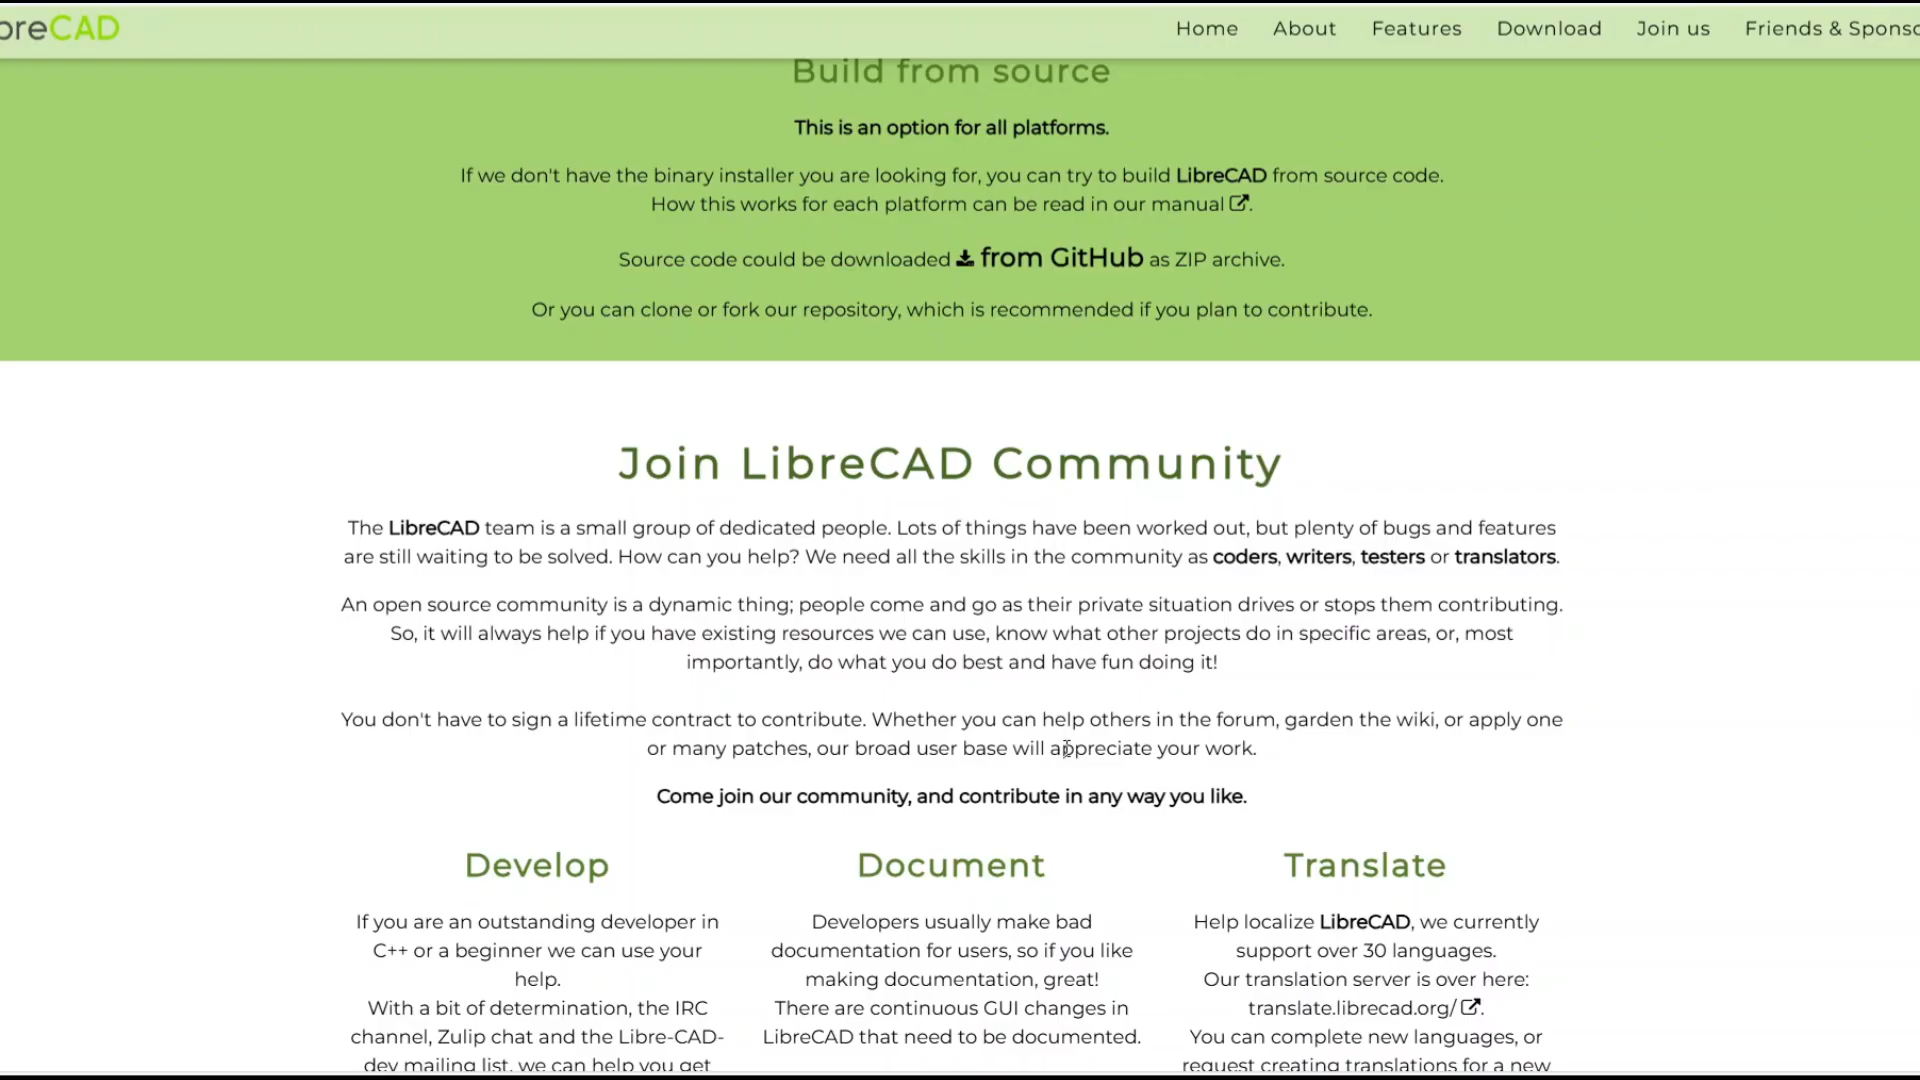 breCAD
Home About Features Download Join us Friends & Sponso
Build from source
This is an option for all platforms.
If we don't have the binary installer you are looking for, you can try to build LibreCAD from source code.
How this works for each platform can be read in our manual.
Source code could be downloaded from GitHub as ZIP archive.
Or you can clone or fork our repository, which is recommended if you plan to contribute.
Join LibreCAD Community
The LibreCAD team is a small group of dedicated people. Lots of things have been worked out, but plenty of bugs and features
are still waiting to be solved. How can you help? We need all the skills in the community as coders, writers, testers or translators.
An open source community is a dynamic thing; people come and go as their private situation drives or stops them contributing.
So, it will always help if you have existing resources we can use, know what other projects do in specific areas, or, most
importantly, do what you do best and have fun doing it!
You don't have to sign a lifetime contract to contribute. Whether you can help others in the forum, garden the wiki, or apply one
or many patches, our broad user base will appreciate your work.
Come join our community, and contribute in any way you like.
Develop
If you are an outstanding developer in
C++ or a beginner we can use your
help.
With a bit of determination, the IRC
channel, Zulip chat and the Libre-CAD-
dev mailing list, we can help you get
Document
Developers usually make bad
documentation for users, so if you like
making documentation, great!
There are continuous GUI changes in
LibreCAD that need to be documented.
Translate
Help localize LibreCAD, we currently
support over 30 languages.
Our translation server is over here:
translate.librecad.org/.
You can complete new languages, or
request creating translations for a new